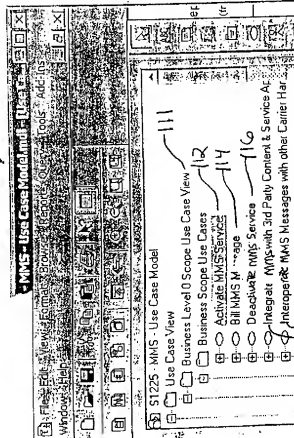 - MMS - Use Case Model.mdl -
File Edit View Format Browse Report Query Tools Add-Ins
Window Help
S1225 - MMS - Use Case Model
Use Case View
Business Level 0 Scope Use Case View 111
Business Scope Use Cases 112
Activate MMS Service 114
Bill MMS M
Deactivate MMS Service 116
Integrate MMS with 3rd Party Content & Service Ac
Interoperate MMS Messages with other Carrier Har